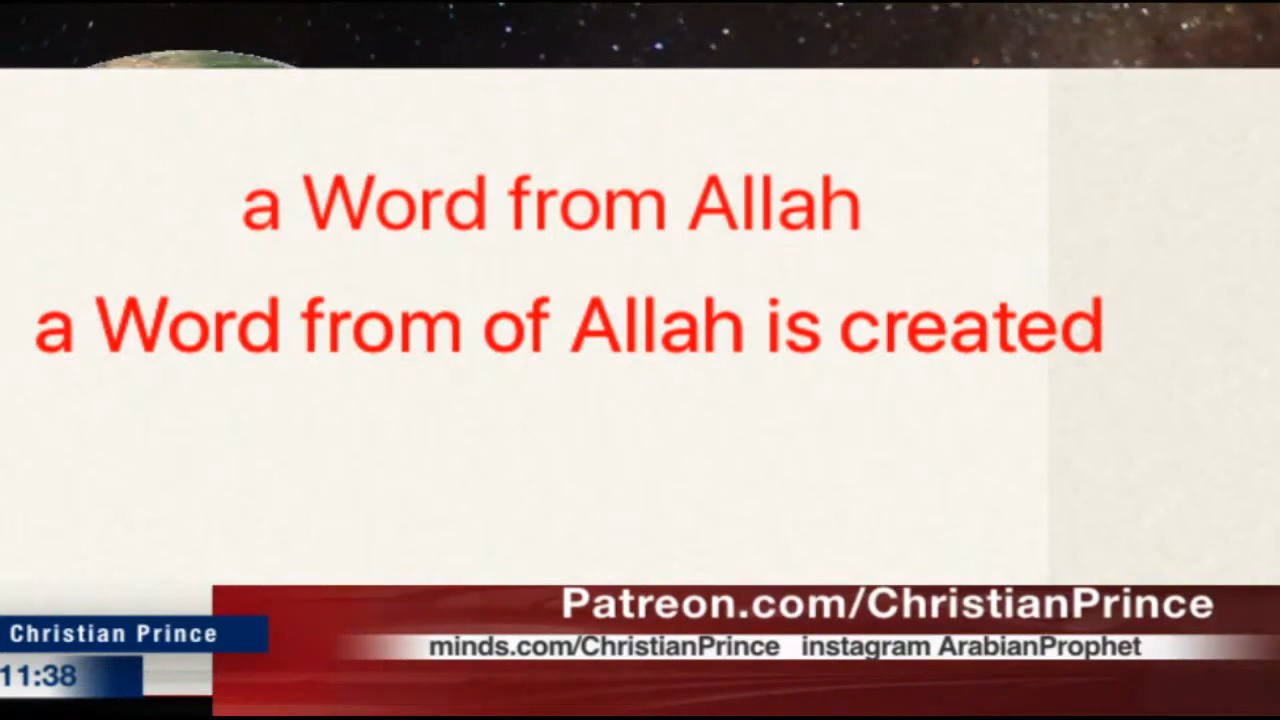 a Word from Allah
a Word from of Allah is created
Patreon.com/ChristianPrince
Christian Prince
minds.com/ChristianPrince instagram ArabianProphet
11:38